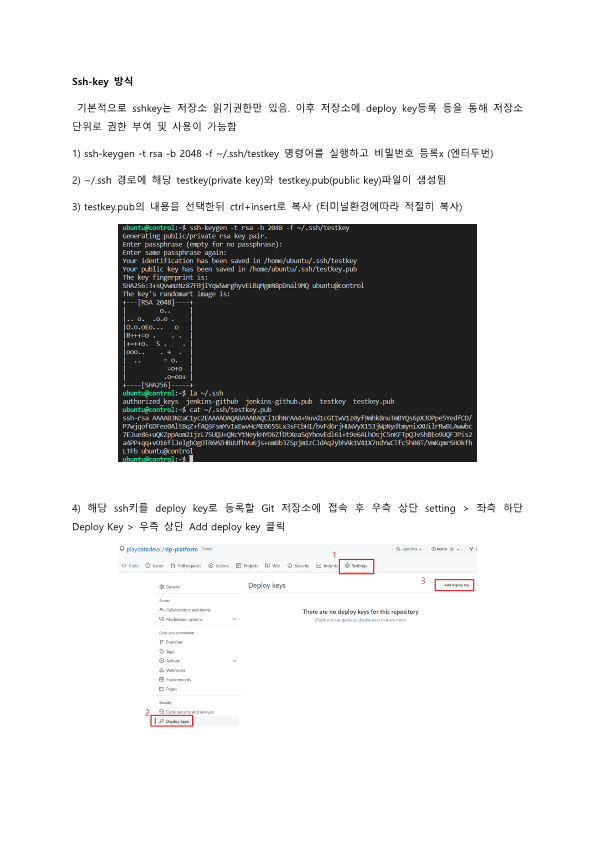 Ssh-key 방식
기본적으로 sshkey는 저장소 읽기권한만 있음. 이후 저장소에 deploy key등록 등을 통해 저장소
단위로 권한 부여 및 사용이 가능함
1) ssh-keygen -t rsa -b 2048 -f ~/.ssh/testkey 명령어를 실행하고 비밀번호 등록x (엔터두번)
2) ~/.ssh 경로에 해당 testkey(private key)와 testkey.pub(public key)파일이 생성됨
3) testkey.pub의 내용을 선택한뒤 ctrl+insert로 복사 (터미널환경에따라 적절히 복사)
ubuntu@control:~$ ssh-keygen -t rsa -b 2048 -f ~/.ssh/testkey
Generating public/private rsa key pair.
Enter passphrase (empty for no passphrase):
Enter same passphrase again:
Your identification has been saved in /home/ubuntu/.ssh/testkey
Your public key has been saved in /home/ubuntu/.ssh/testkey.pub
The key fingerprint is:
ubuntu@control
The key's randomart image is:
+---[RSA 2048]----+
+----[SHA256]-----+
ubuntu@control:~$ la ~/.ssh
authorized_keys jenkins-github jenkins-github.pub testkey testkey.pub
ubuntu@control:~$ cat ~/.ssh/testkey.pub
ssh-rsa
LTFb ubuntu@control
ubuntu@control:~$
4) 해당 ssh키를 deploy key로 등록할 Git 저장소에 접속 후 우측 상단 setting > 좌측 하단
Deploy Key > 우측 상단 Add deploy key 클릭
playdatadevx / dp-platform Public
1
<> Code Issues Pull requests Actions Projects Wiki Security Insights Settings
General
Deploy keys
3
Add deploy key
Access
Collaborators and teams
Moderation options
There are no deploy keys for this repository
Check out our guide on deploy keys to learn more.
Code and automation
Branches
Tags
Actions
Webhooks
Environments
Pages
Security
Code security and analysis
2
Deploy keys